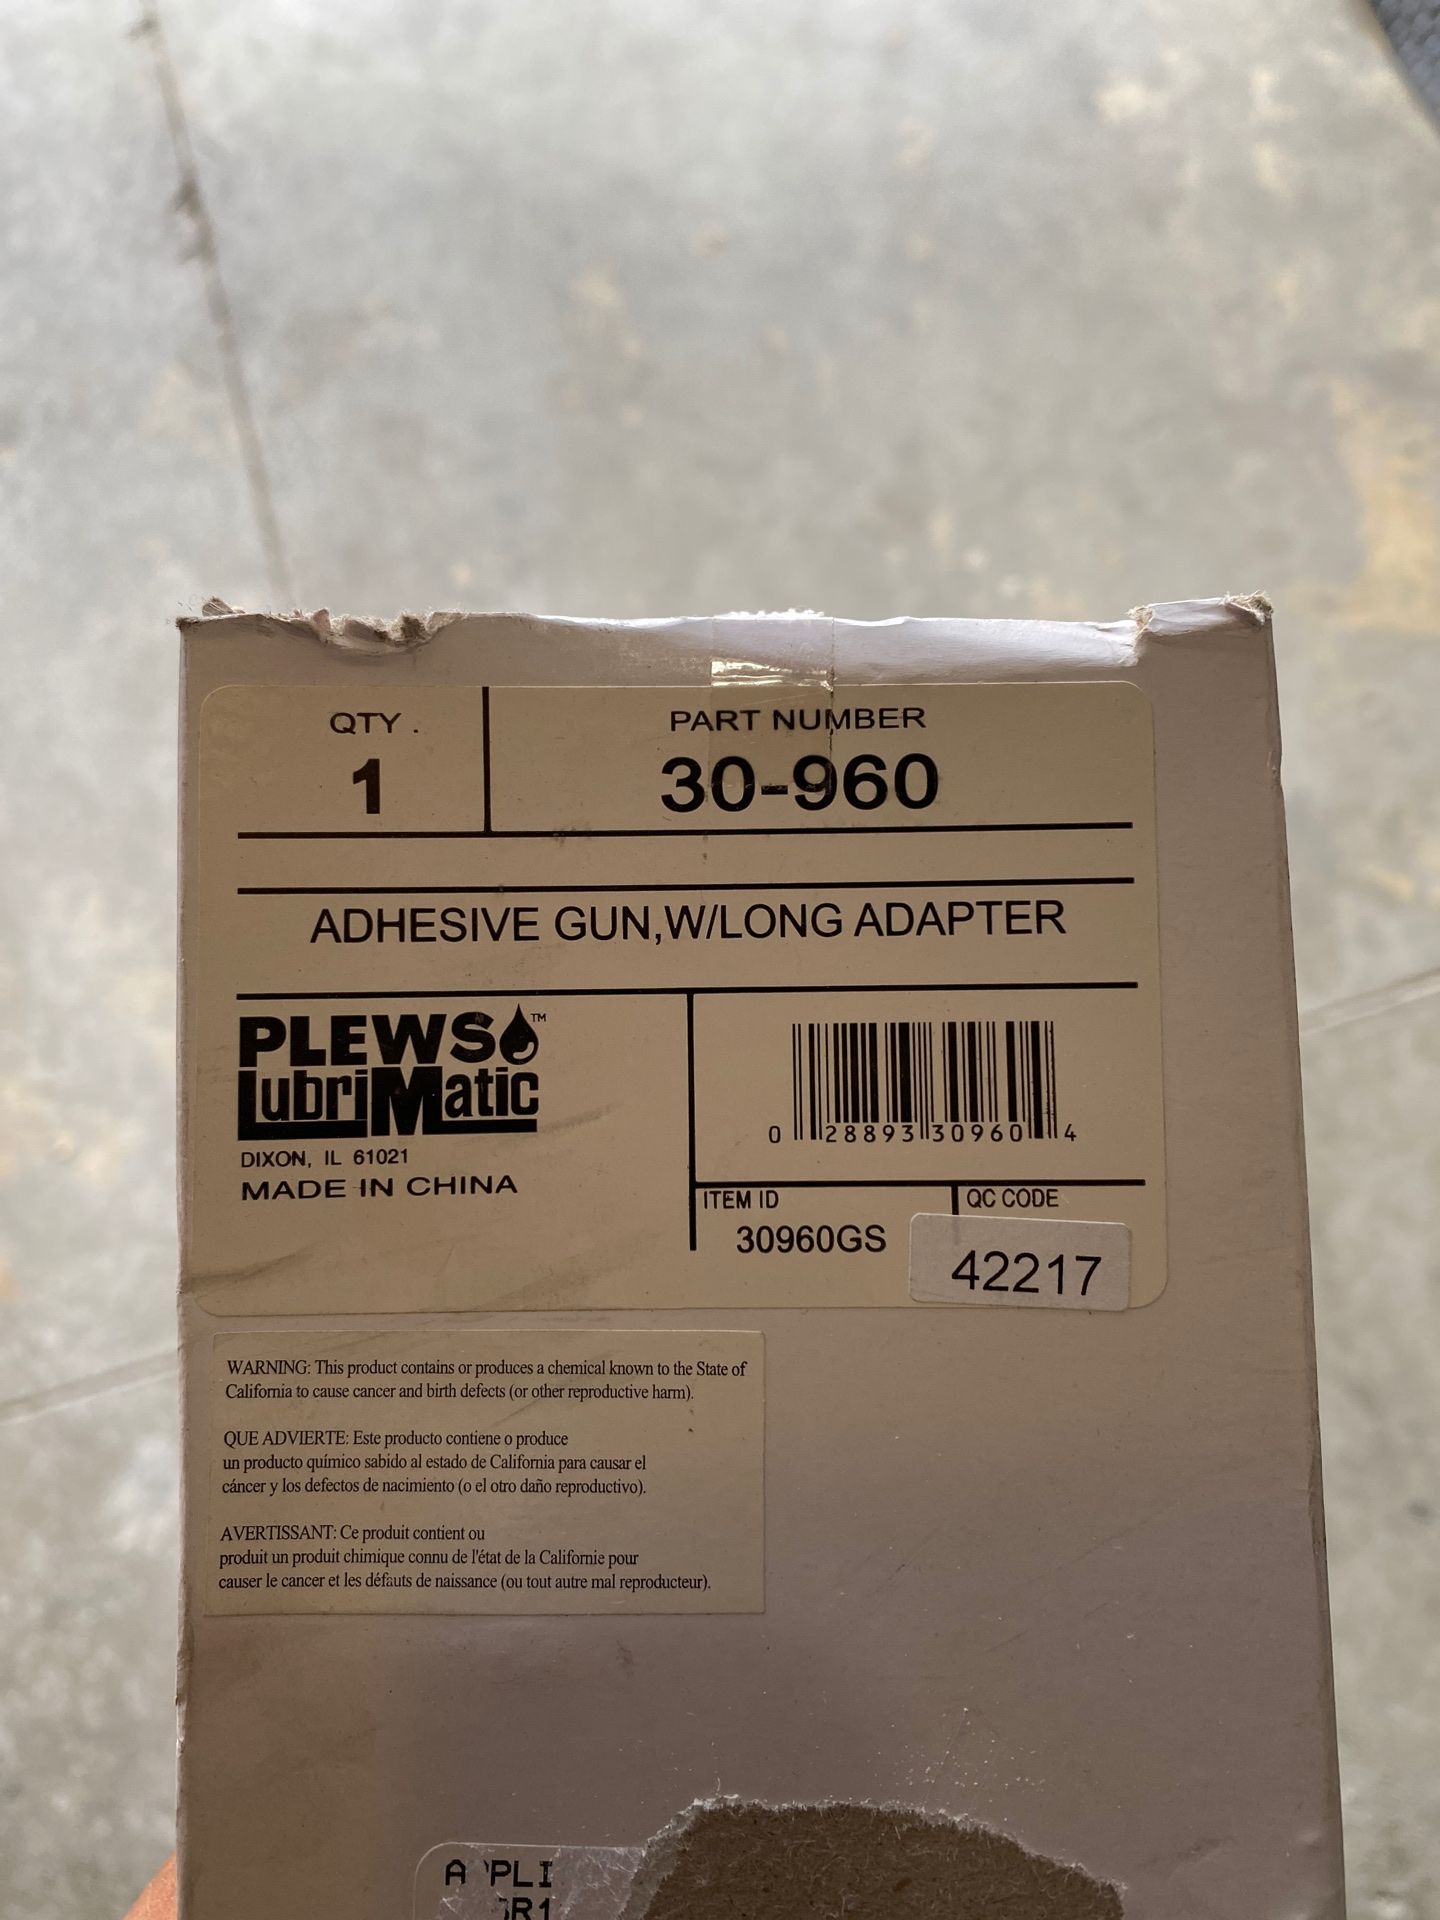 QTY . PART NUMBER
1 30-960
ADHESIVE GUN,W/LONG ADAPTER
PLEWS™
LubriMatic
DIXON, IL 61021
MADE IN CHINA
0 28893 30960 4
ITEM ID QC CODE
30960GS 42217
WARNING: This product contains or produces a chemical known to the State of
California to cause cancer and birth defects (or other reproductive harm).
QUE ADVIERTE: Este producto contiene o produce
un producto químico sabido al estado de California para causar el
cáncer y los defectos de nacimiento (o el otro daño reproductivo).
AVERTISSANT: Ce produit contient ou
produit un produit chimique connu de l'état de la Californie pour
causer le cancer et les défauts de naissance (ou tout autre mal reproducteur).